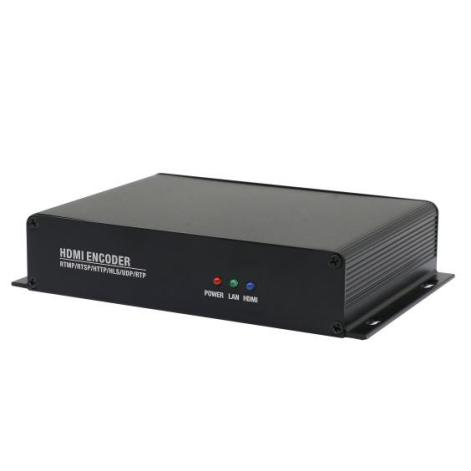 HDMI ENCODER
RTMP/RTSP/HTTP/HLS/UDP/RTP
POWER LAN HDMI